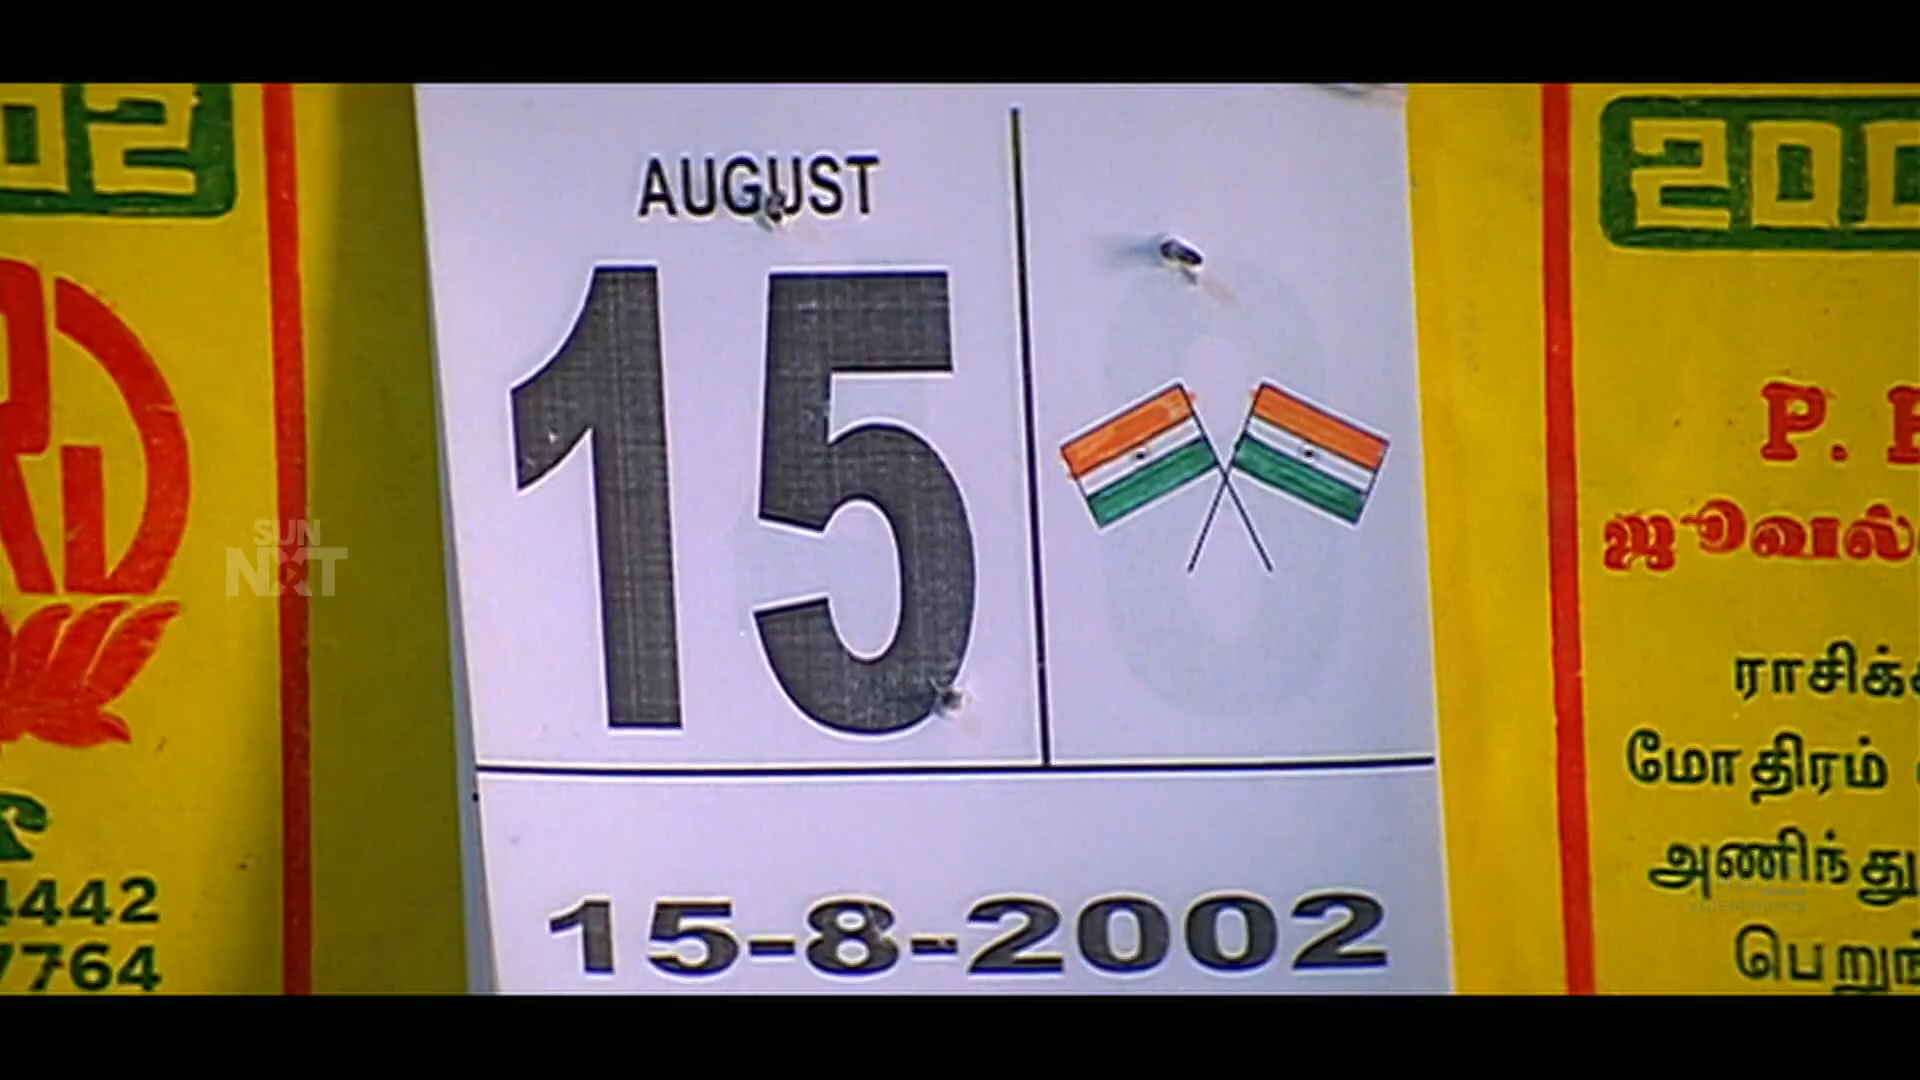 AUGUST
15
15-8-2002
SUN
NXT
4442
7764
P.
ராசிக்
மோதிரம்
அணிந்து